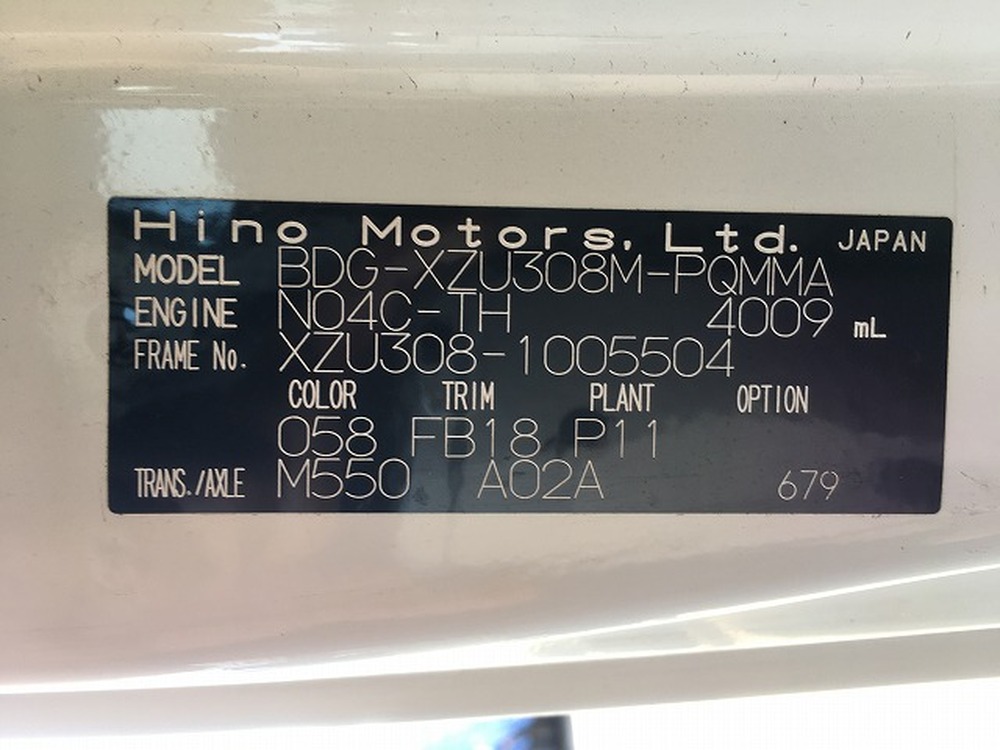 Hino Motors, Ltd. JAPAN
MODEL BDG-XZU308M-PQMMA
ENGINE N04C-TH 4009 mL
FRAME No. XZU308-1005504
COLOR TRIM PLANT OPTION
058 FB18 P11
TRANS./AXLE M550 A02A 679